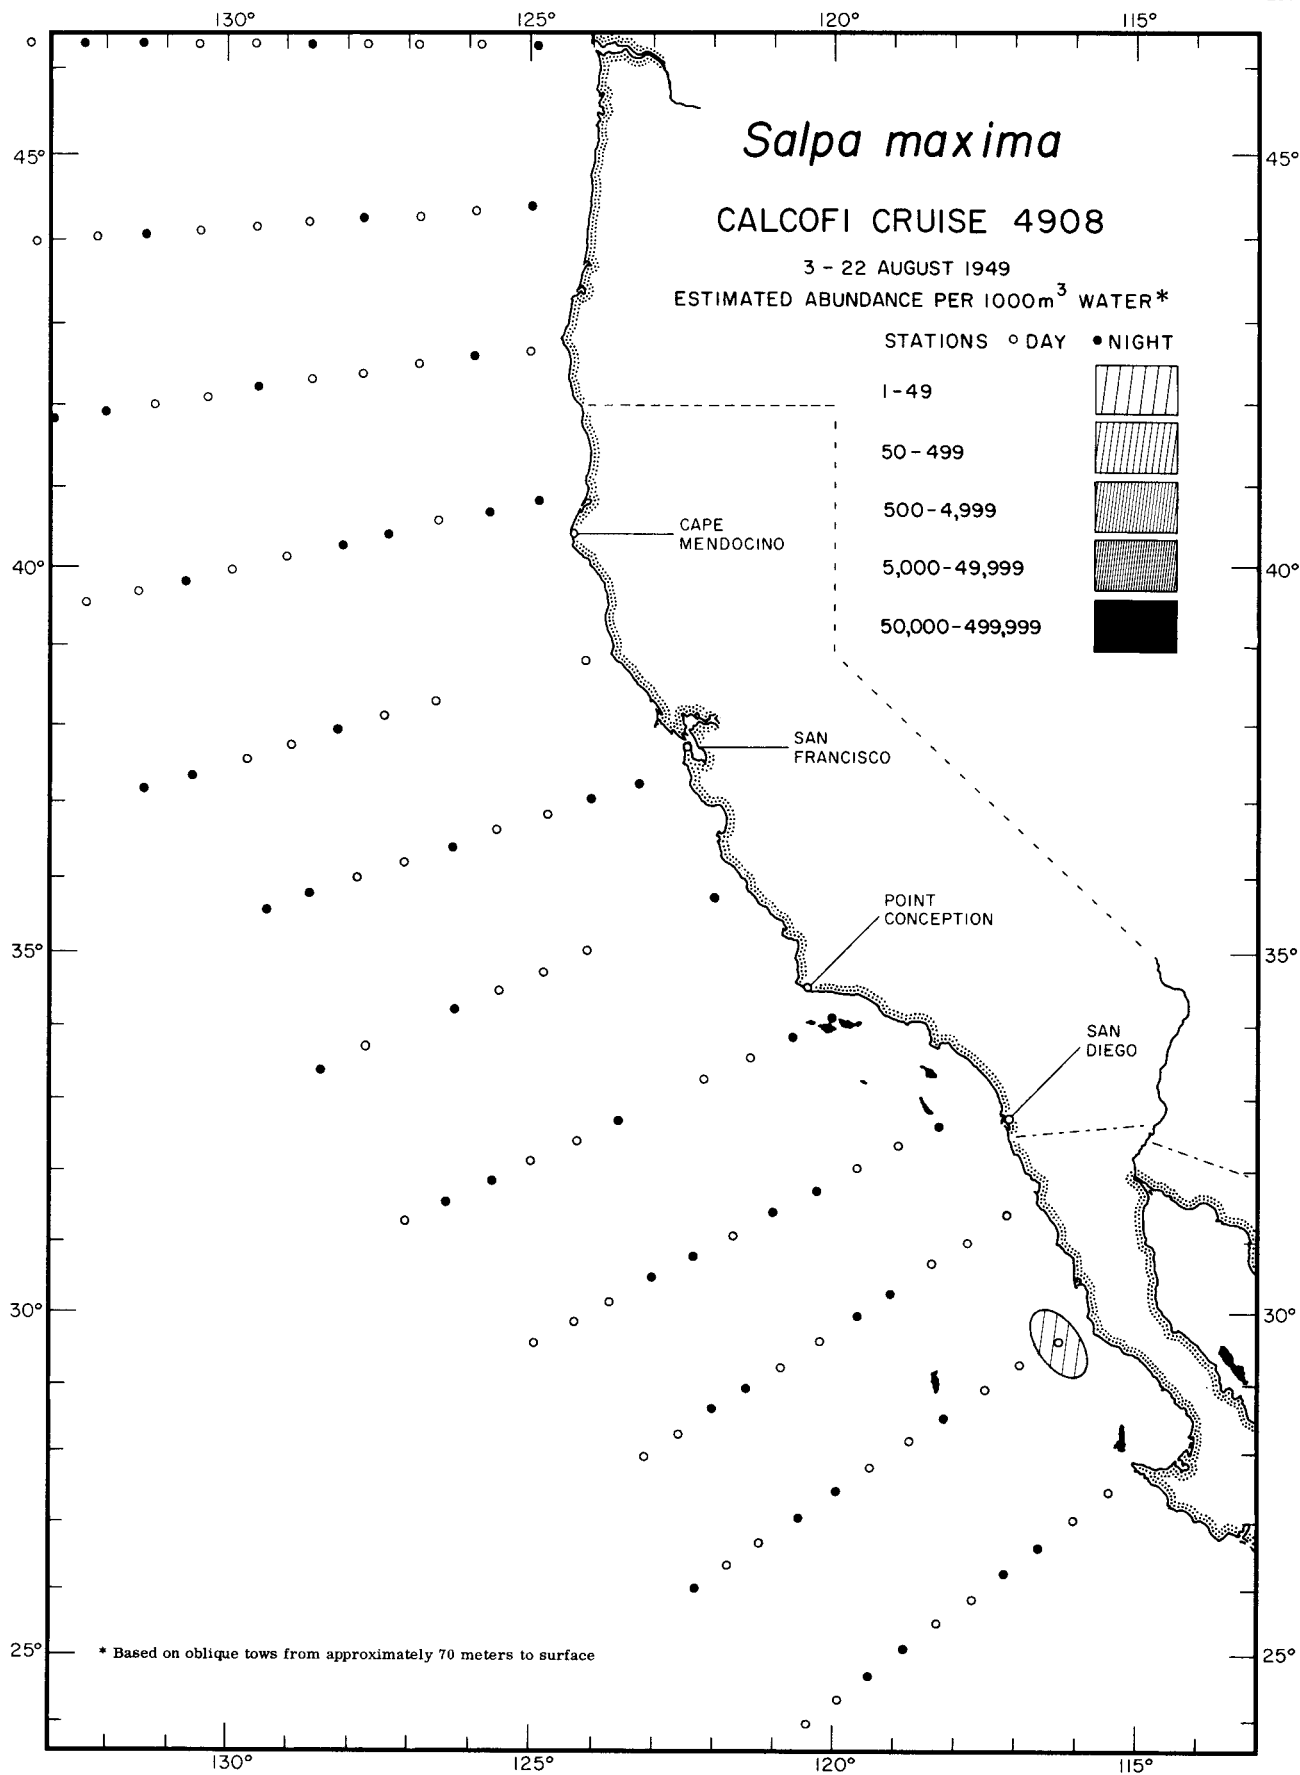 130° 125° 120° 115°
45° 45°
Salpa maxima
CALCOFI CRUISE 4908
3 - 22 AUGUST 1949
ESTIMATED ABUNDANCE PER 1000m³ WATER*
STATIONS ○ DAY ● NIGHT
1-49
50-499
500-4,999
CAPE
MENDOCINO
40° 5,000-49,999 40°
50,000-499,999
SAN
FRANCISCO
POINT
CONCEPTION
35° 35°
SAN
DIEGO
30° 30°
25° 25°
* Based on oblique tows from approximately 70 meters to surface
130° 125° 120° 115°